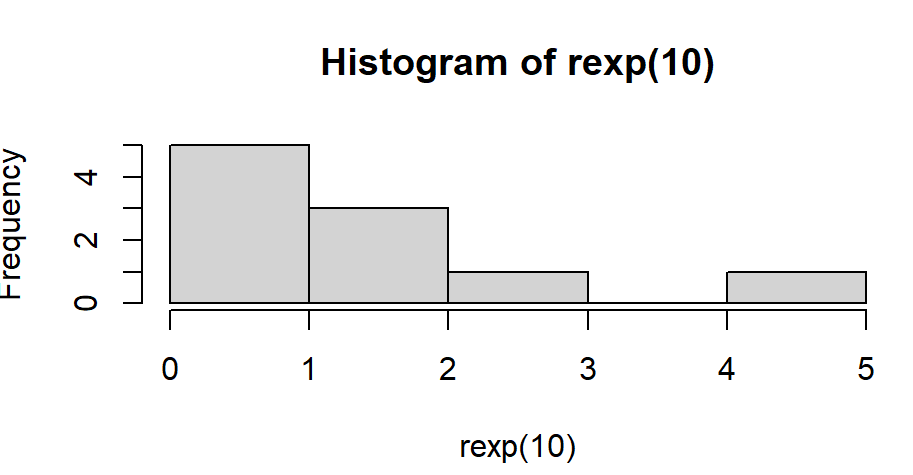 Histogram of rexp(10)
Frequency
4
2
0
0 1 2 3 4 5
rexp(10)